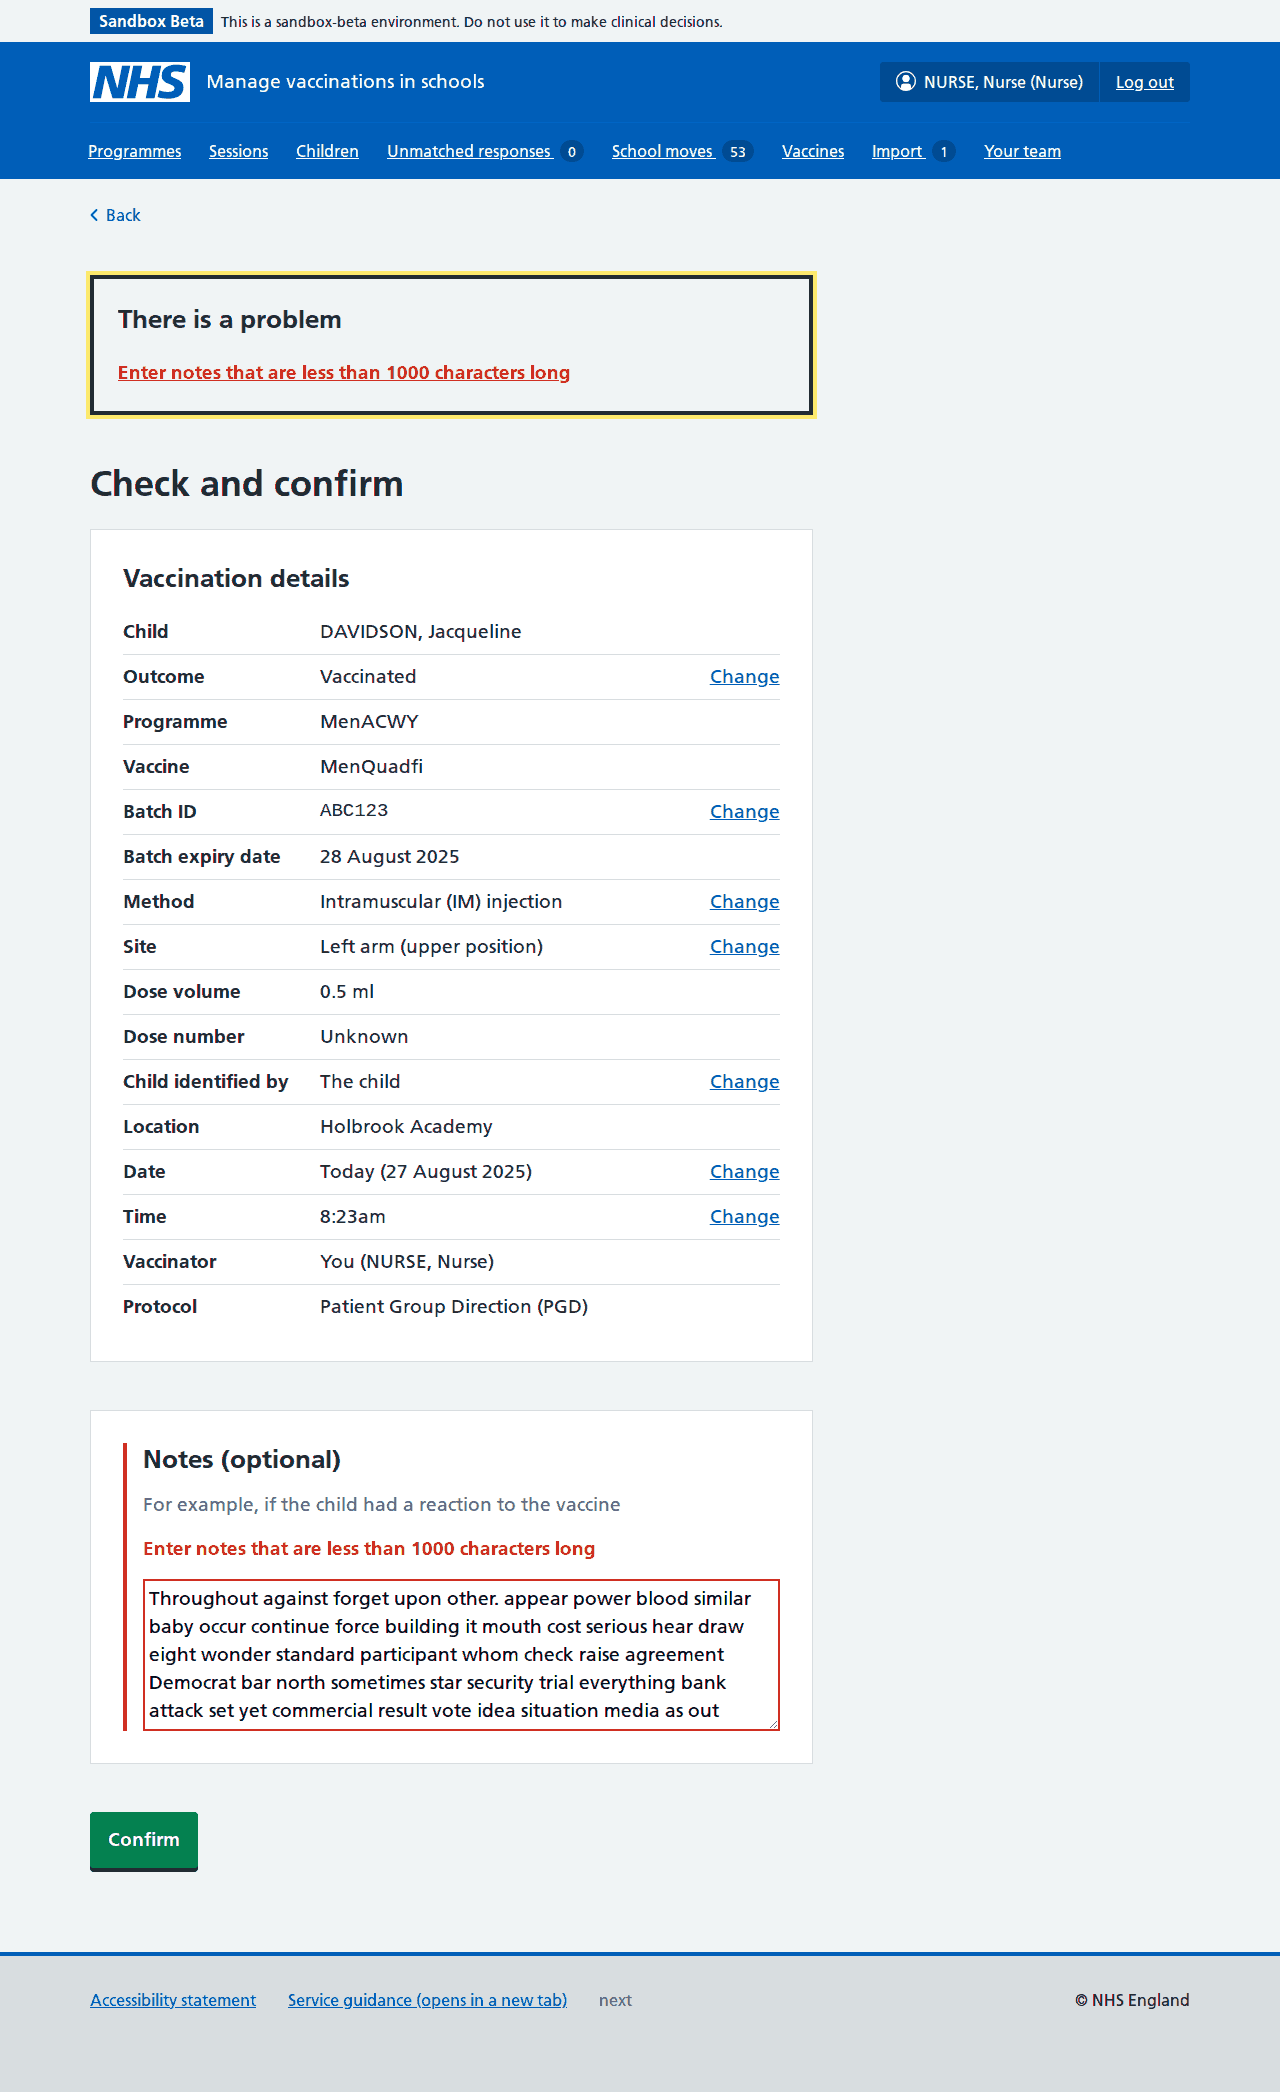 Sandbox Beta This is a sandbox-beta environment. Do not use it to make clinical decisions.
NHS Manage vaccinations in schools NURSE, Nurse (Nurse) Log out
Programmes Sessions Children Unmatched responses 0 School moves 53 Vaccines Import 1 Your team
Back
There is a problem
Enter notes that are less than 1000 characters long
Check and confirm
Vaccination details
Child DAVIDSON, Jacqueline
Outcome Vaccinated Change
Programme MenACWY
Vaccine MenQuadfi
Batch ID ABC123 Change
Batch expiry date 28 August 2025
Method Intramuscular (IM) injection Change
Site Left arm (upper position) Change
Dose volume 0.5 ml
Dose number Unknown
Child identified by The child Change
Location Holbrook Academy
Date Today (27 August 2025) Change
Time 8:23am Change
Vaccinator You (NURSE, Nurse)
Protocol Patient Group Direction (PGD)
Notes (optional)
For example, if the child had a reaction to the vaccine
Enter notes that are less than 1000 characters long
Throughout against forget upon other. appear power blood similar
baby occur continue force building it mouth cost serious hear draw
eight wonder standard participant whom check raise agreement
Democrat bar north sometimes star security trial everything bank
attack set yet commercial result vote idea situation media as out
Confirm
Accessibility statement Service guidance (opens in a new tab) next © NHS England